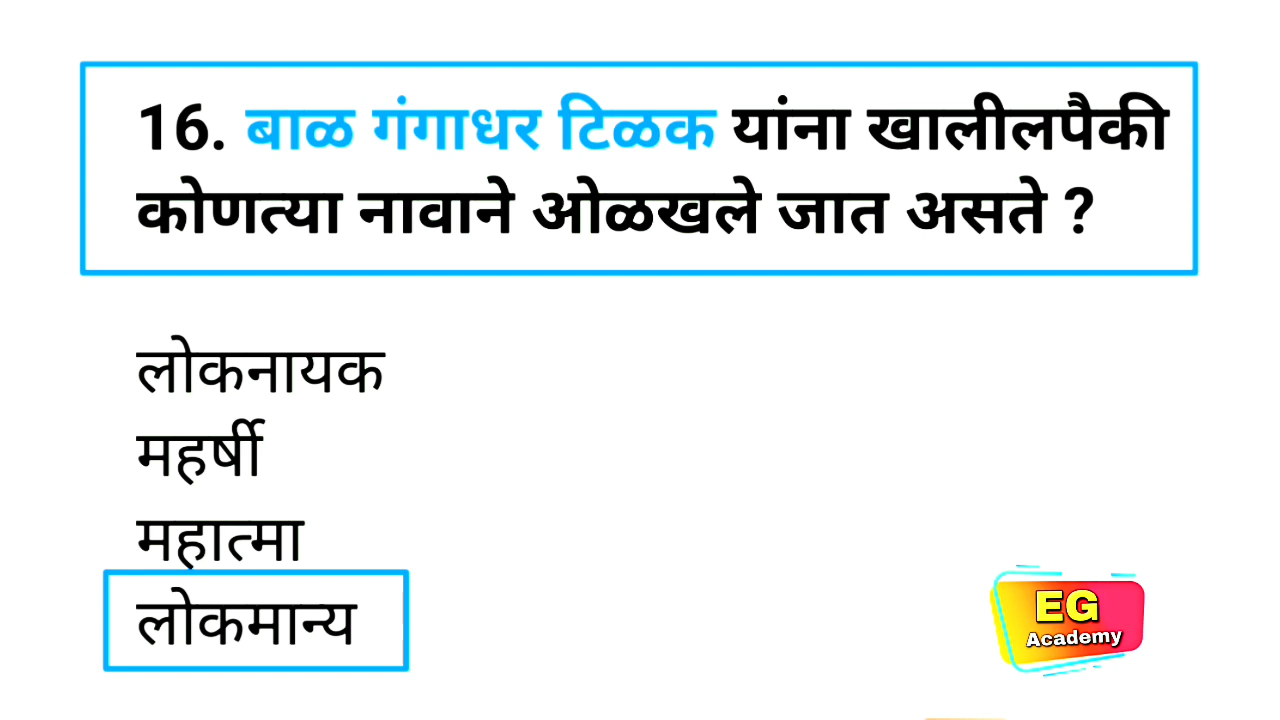 16. बाळ गंगाधर टिळक यांना खालीलपैकी
कोणत्या नावाने ओळखले जात असते ?
लोकनायक
महर्षी
महात्मा
लोकमान्य
EG
Academy